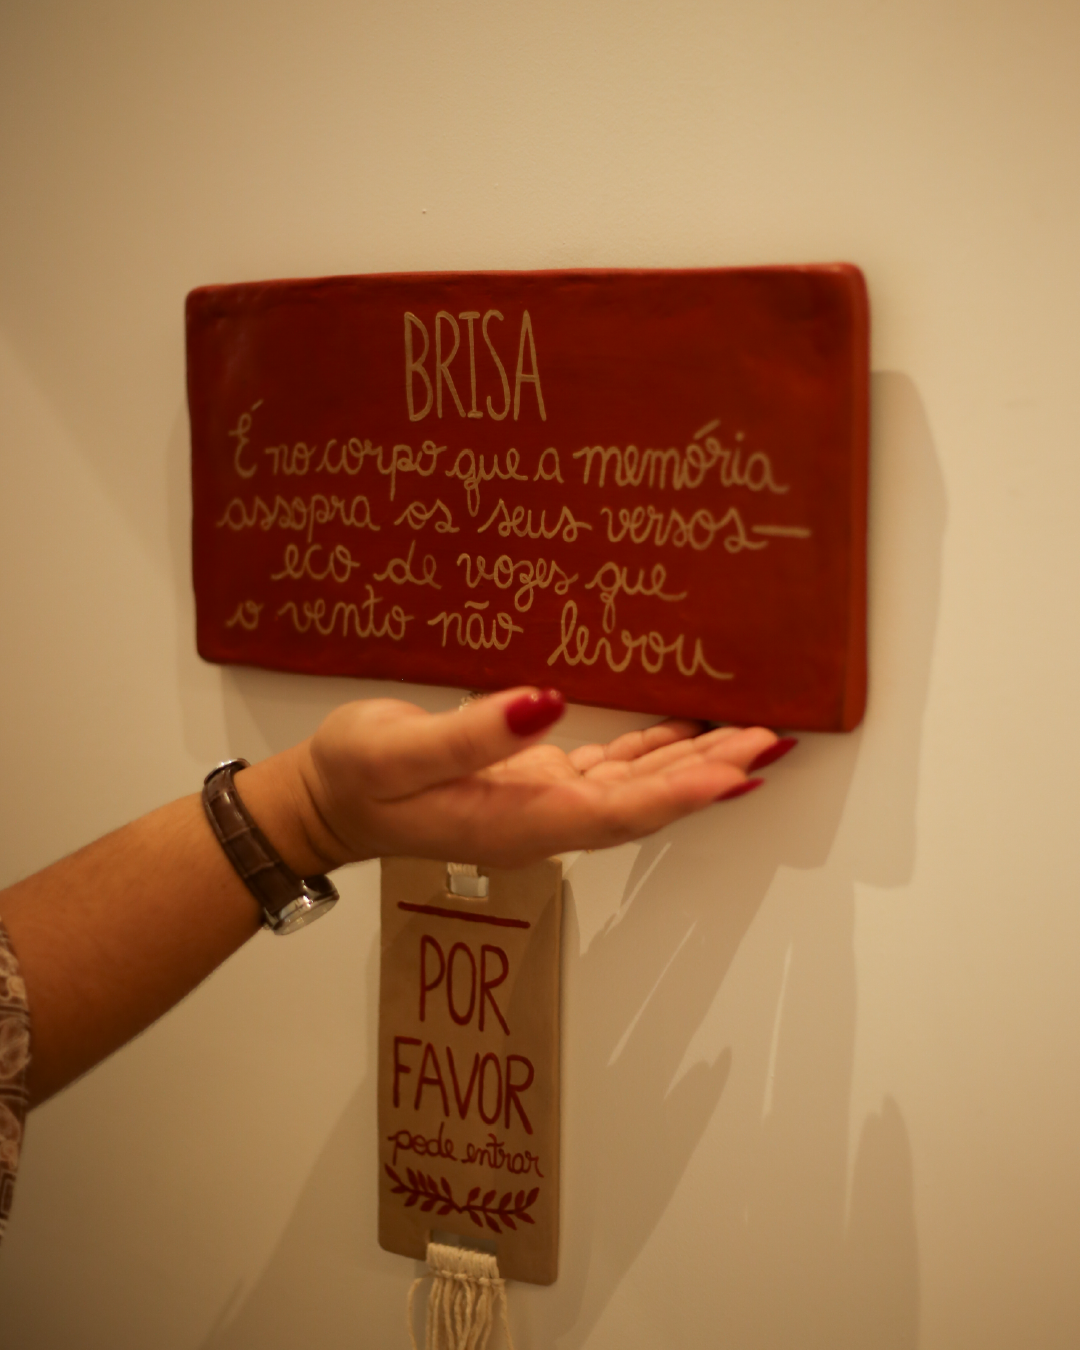 BRISA
É no corpo que a memória
assopra os seus versos—
eco de vozes que
o vento não levou
POR
FAVOR
pode entrar